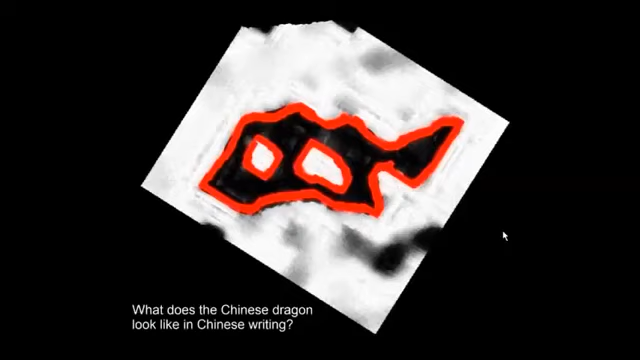 What does the Chinese dragon
look like in Chinese writing?